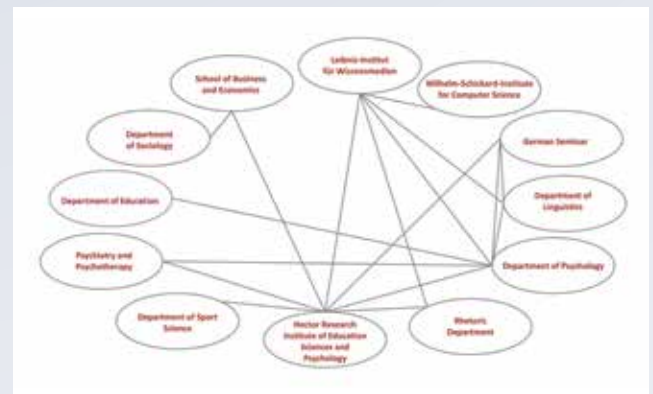 Leibniz-Institut
für Wissensmedien
School of Business
and Economics
Wilhelm-Schickard-Institute
for Computer Science
Department
of Sociology
German Seminar
Department of Education
Department of
Linguistics
Psychiatry and
Psychotherapy
Department of Psychology
Department of Sport
Science
Hector Research
Institute of Education
Sciences and
Psychology
Rhetoric
Department